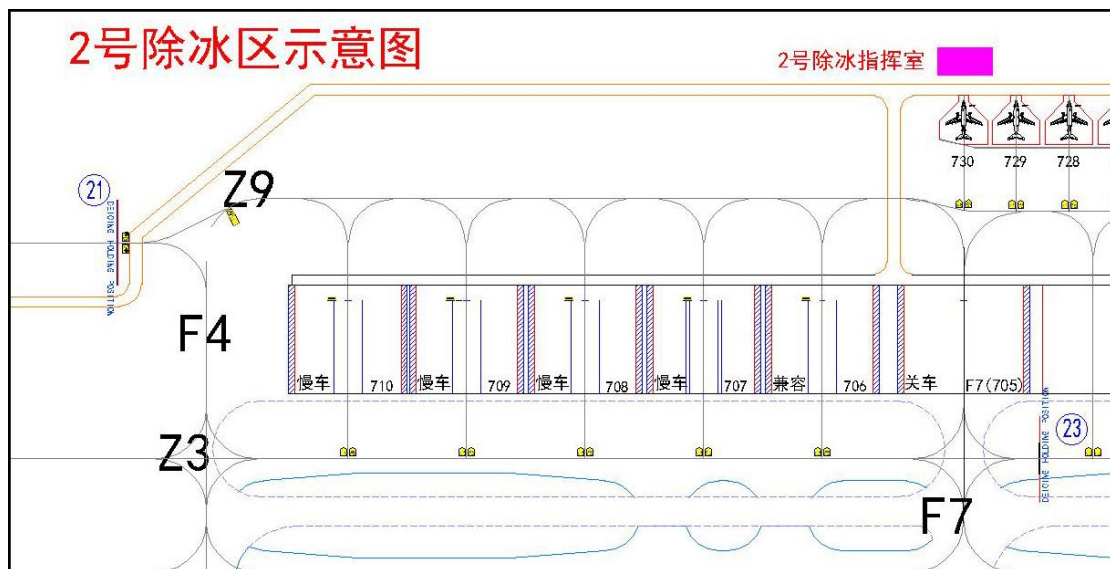 2号除冰区示意图
2号除冰指挥室
730
729
728
21
Z9
DEICING HOLDING POSITION
F4
慢车
710
慢车
709
慢车
708
慢车
707
兼容
706
关车
F7(705)
DEICING HOLDING POSITION
23
Z3
F7